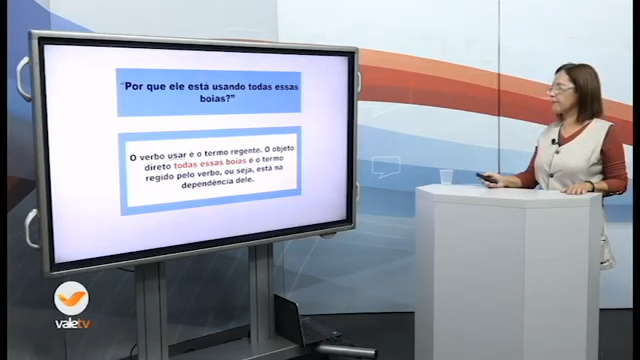 "Por que ele está usando todas essas
boias?"
O verbo usar é o termo regente. O objeto
direto todas essas boias é o termo
regido pelo verbo, ou seja, está na
dependência dele.
valetv